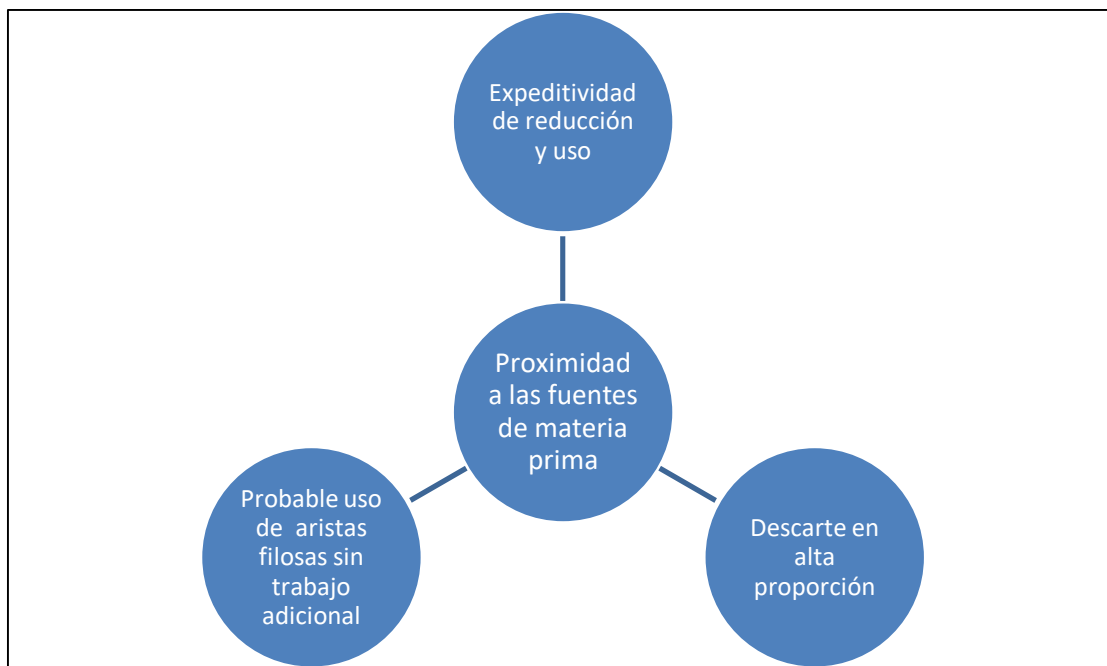 Expeditividad
de reducción
y uso
Proximidad
a las fuentes
de materia
prima
Probable uso
de aristas
filosas sin
trabajo
adicional
Descarte en
alta
proporción